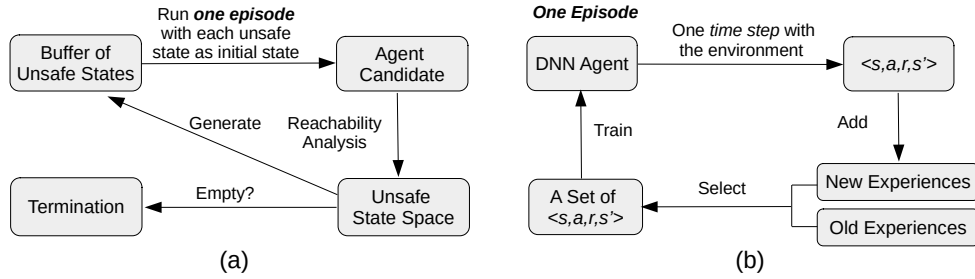 Run one episode
with each unsafe
state as initial state
Buffer of
Unsafe States
Agent
Candidate
Generate
Reachability
Analysis
Empty?
Termination
Unsafe
State Space
(a)
One Episode
One time step with
the environment
DNN Agent
<s,a,r,s'>
Train
Add
Select
A Set of
<s,a,r,s'>
New Experiences
Old Experiences
(b)